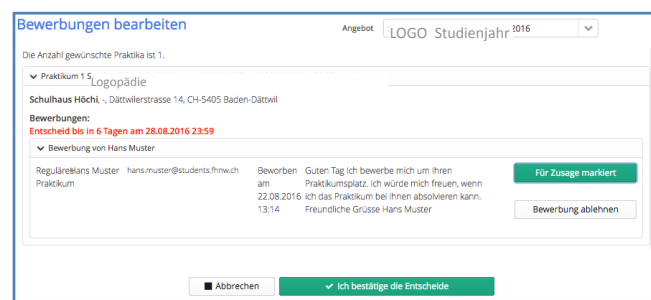 Bewerbungen bearbeiten
Angebot LOGO Studienjahr 2016
Die Anzahl gewünschte Praktika ist 1.
Praktikum 1 S
Logopädie
Schulhaus Höchi, -, Dättwilerstrasse 14, CH-5405 Baden-Dättwil
Bewerbungen:
Entscheid bis in 6 Tagen am 28.08.2016 23:59
Bewerbung von Hans Muster
Reguläres Praktikum
Hans Muster
hans.muster@students.fhnw.ch
Beworben am 22.08.2016 13:14
Guten Tag Ich bewerbe mich um Ihren
Praktikumsplatz. Ich würde mich freuen, wenn
ich das Praktikum bei Ihnen absolvieren kann.
Freundliche Grüsse Hans Muster
Für Zusage markiert
Bewerbung ablehnen
Abbrechen
Ich bestätige die Entscheide